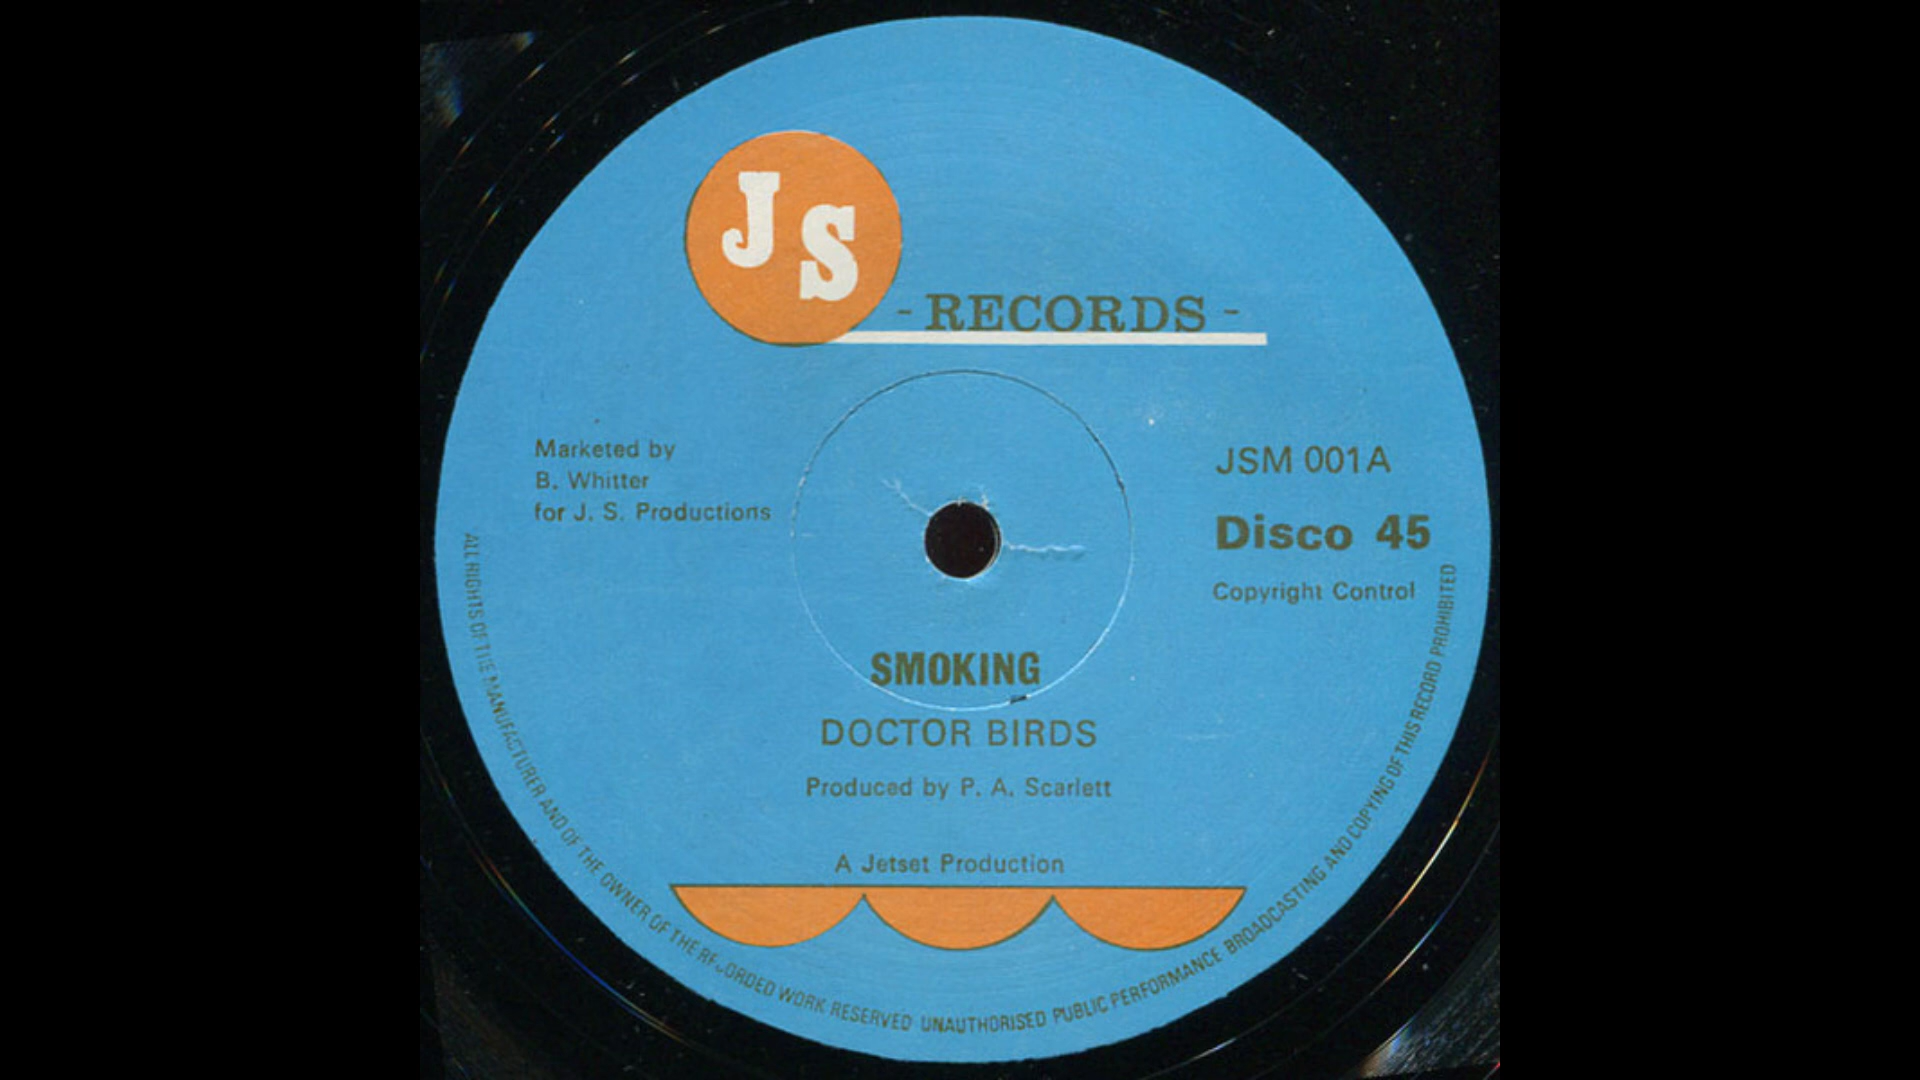 J S
- RECORDS -
Marketed by
B. Whitter
for J. S. Productions
JSM 001A
Disco 45
Copyright Control
SMOKING
DOCTOR BIRDS
Produced by P. A. Scarlett
A Jetset Production
ALL RIGHTS OF THE MANUFACTURER AND OF THE OWNER OF THE RECORDED WORK RESERVED UNAUTHORISED PUBLIC PERFORMANCE BROADCASTING AND COPYING OF THIS RECORD PROHIBITED